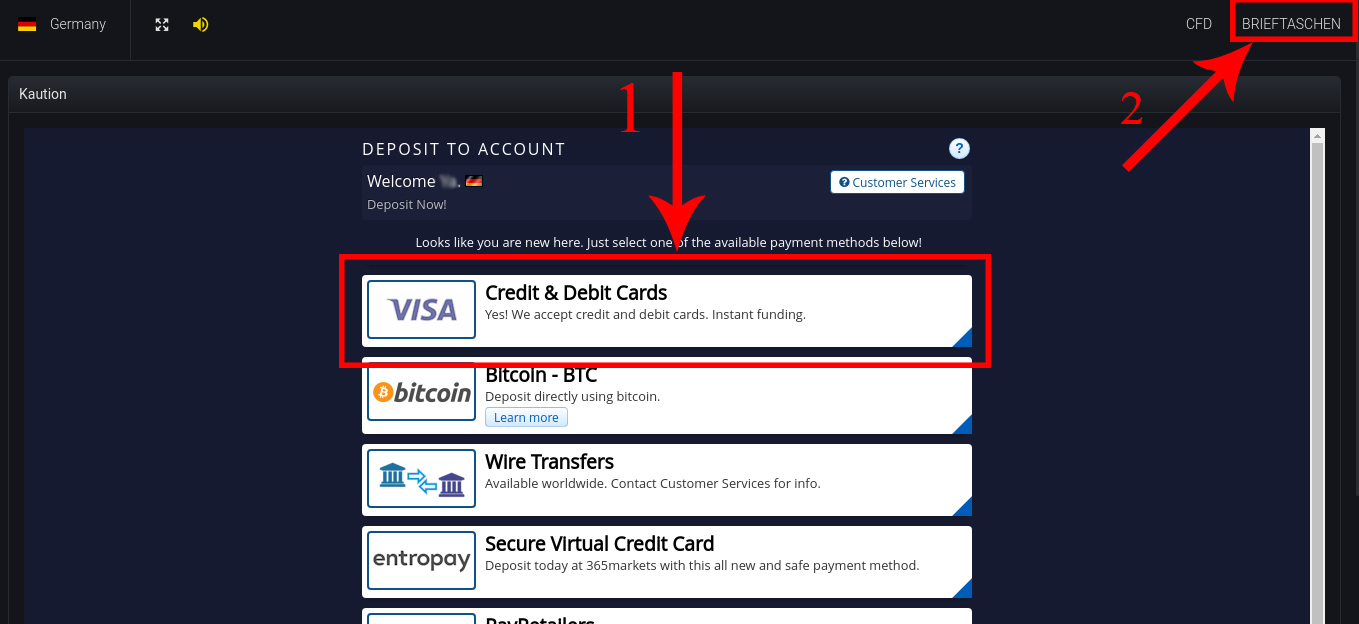 Germany
CFD
BRIEFTASCHEN
Kaution
1
2
DEPOSIT TO ACCOUNT
?
Welcome
Customer Services
Deposit Now!
Looks like you are new here. Just select one of the available payment methods below!
VISA
Credit & Debit Cards
Yes! We accept credit and debit cards. Instant funding.
bitcoin
Bitcoin - BTC
Deposit directly using bitcoin.
Learn more
Wire Transfers
Available worldwide. Contact Customer Services for info.
entropay
Secure Virtual Credit Card
Deposit today at 365markets with this all new and safe payment method.
PayRetailers